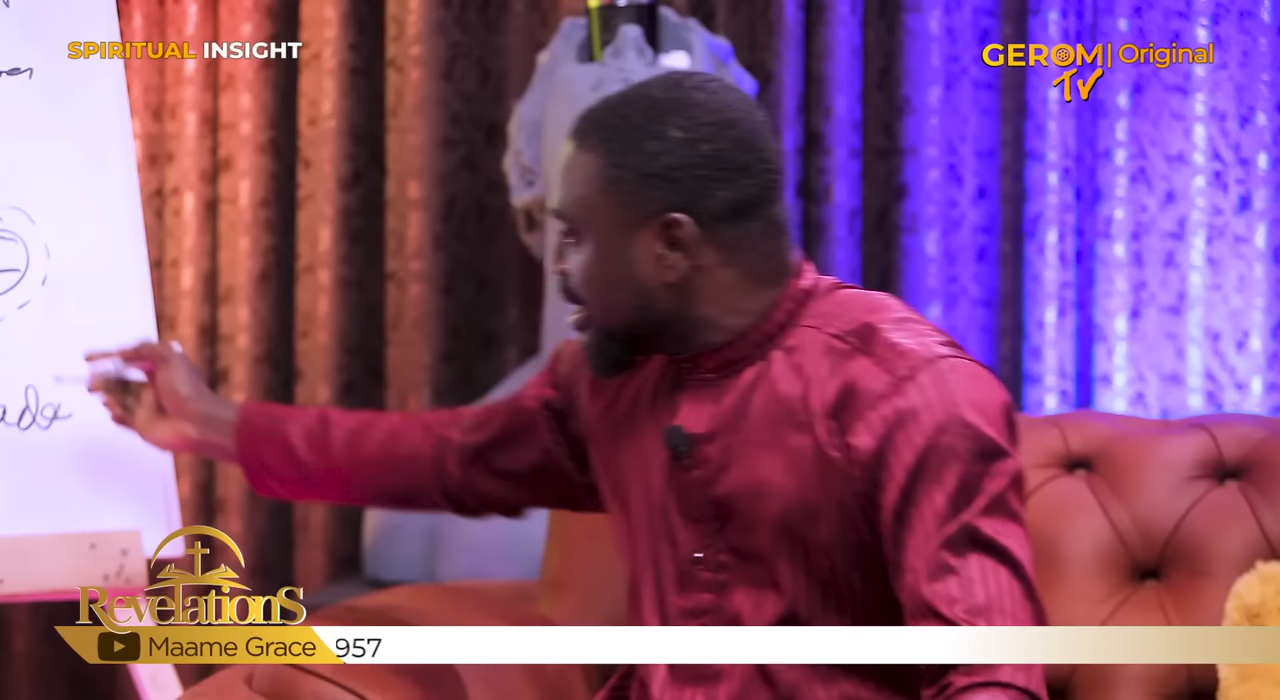 SPIRITUAL INSIGHT
GEROM TV | Original
RevelationS
Maame Grace 957